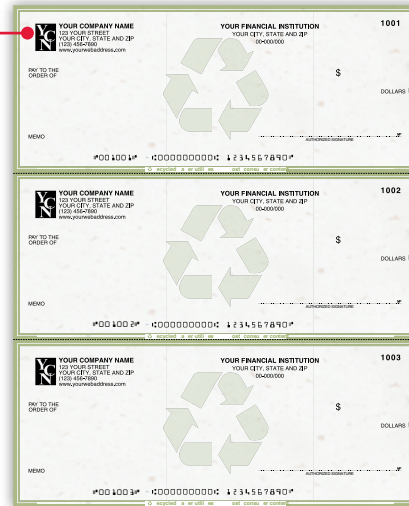 YCN
YOUR COMPANY NAME
123 YOUR STREET
YOUR CITY, STATE AND ZIP
(123) 456-7890
www.yourwebaddress.com
YOUR FINANCIAL INSTITUTION
YOUR CITY, STATE AND ZIP
00-000/000
1001
PAY TO THE
ORDER OF
$
DOLLARS
MEMO
AUTHORIZED SIGNATURE
⑈001001⑈ ⑆000000000⑆ 1234567890⑈
YCN
YOUR COMPANY NAME
123 YOUR STREET
YOUR CITY, STATE AND ZIP
(123) 456-7890
www.yourwebaddress.com
YOUR FINANCIAL INSTITUTION
YOUR CITY, STATE AND ZIP
00-000/000
1002
PAY TO THE
ORDER OF
$
DOLLARS
MEMO
AUTHORIZED SIGNATURE
⑈001002⑈ ⑆000000000⑆ 1234567890⑈
YCN
YOUR COMPANY NAME
123 YOUR STREET
YOUR CITY, STATE AND ZIP
(123) 456-7890
www.yourwebaddress.com
YOUR FINANCIAL INSTITUTION
YOUR CITY, STATE AND ZIP
00-000/000
1003
PAY TO THE
ORDER OF
$
DOLLARS
MEMO
AUTHORIZED SIGNATURE
⑈001003⑈ ⑆000000000⑆ 1234567890⑈